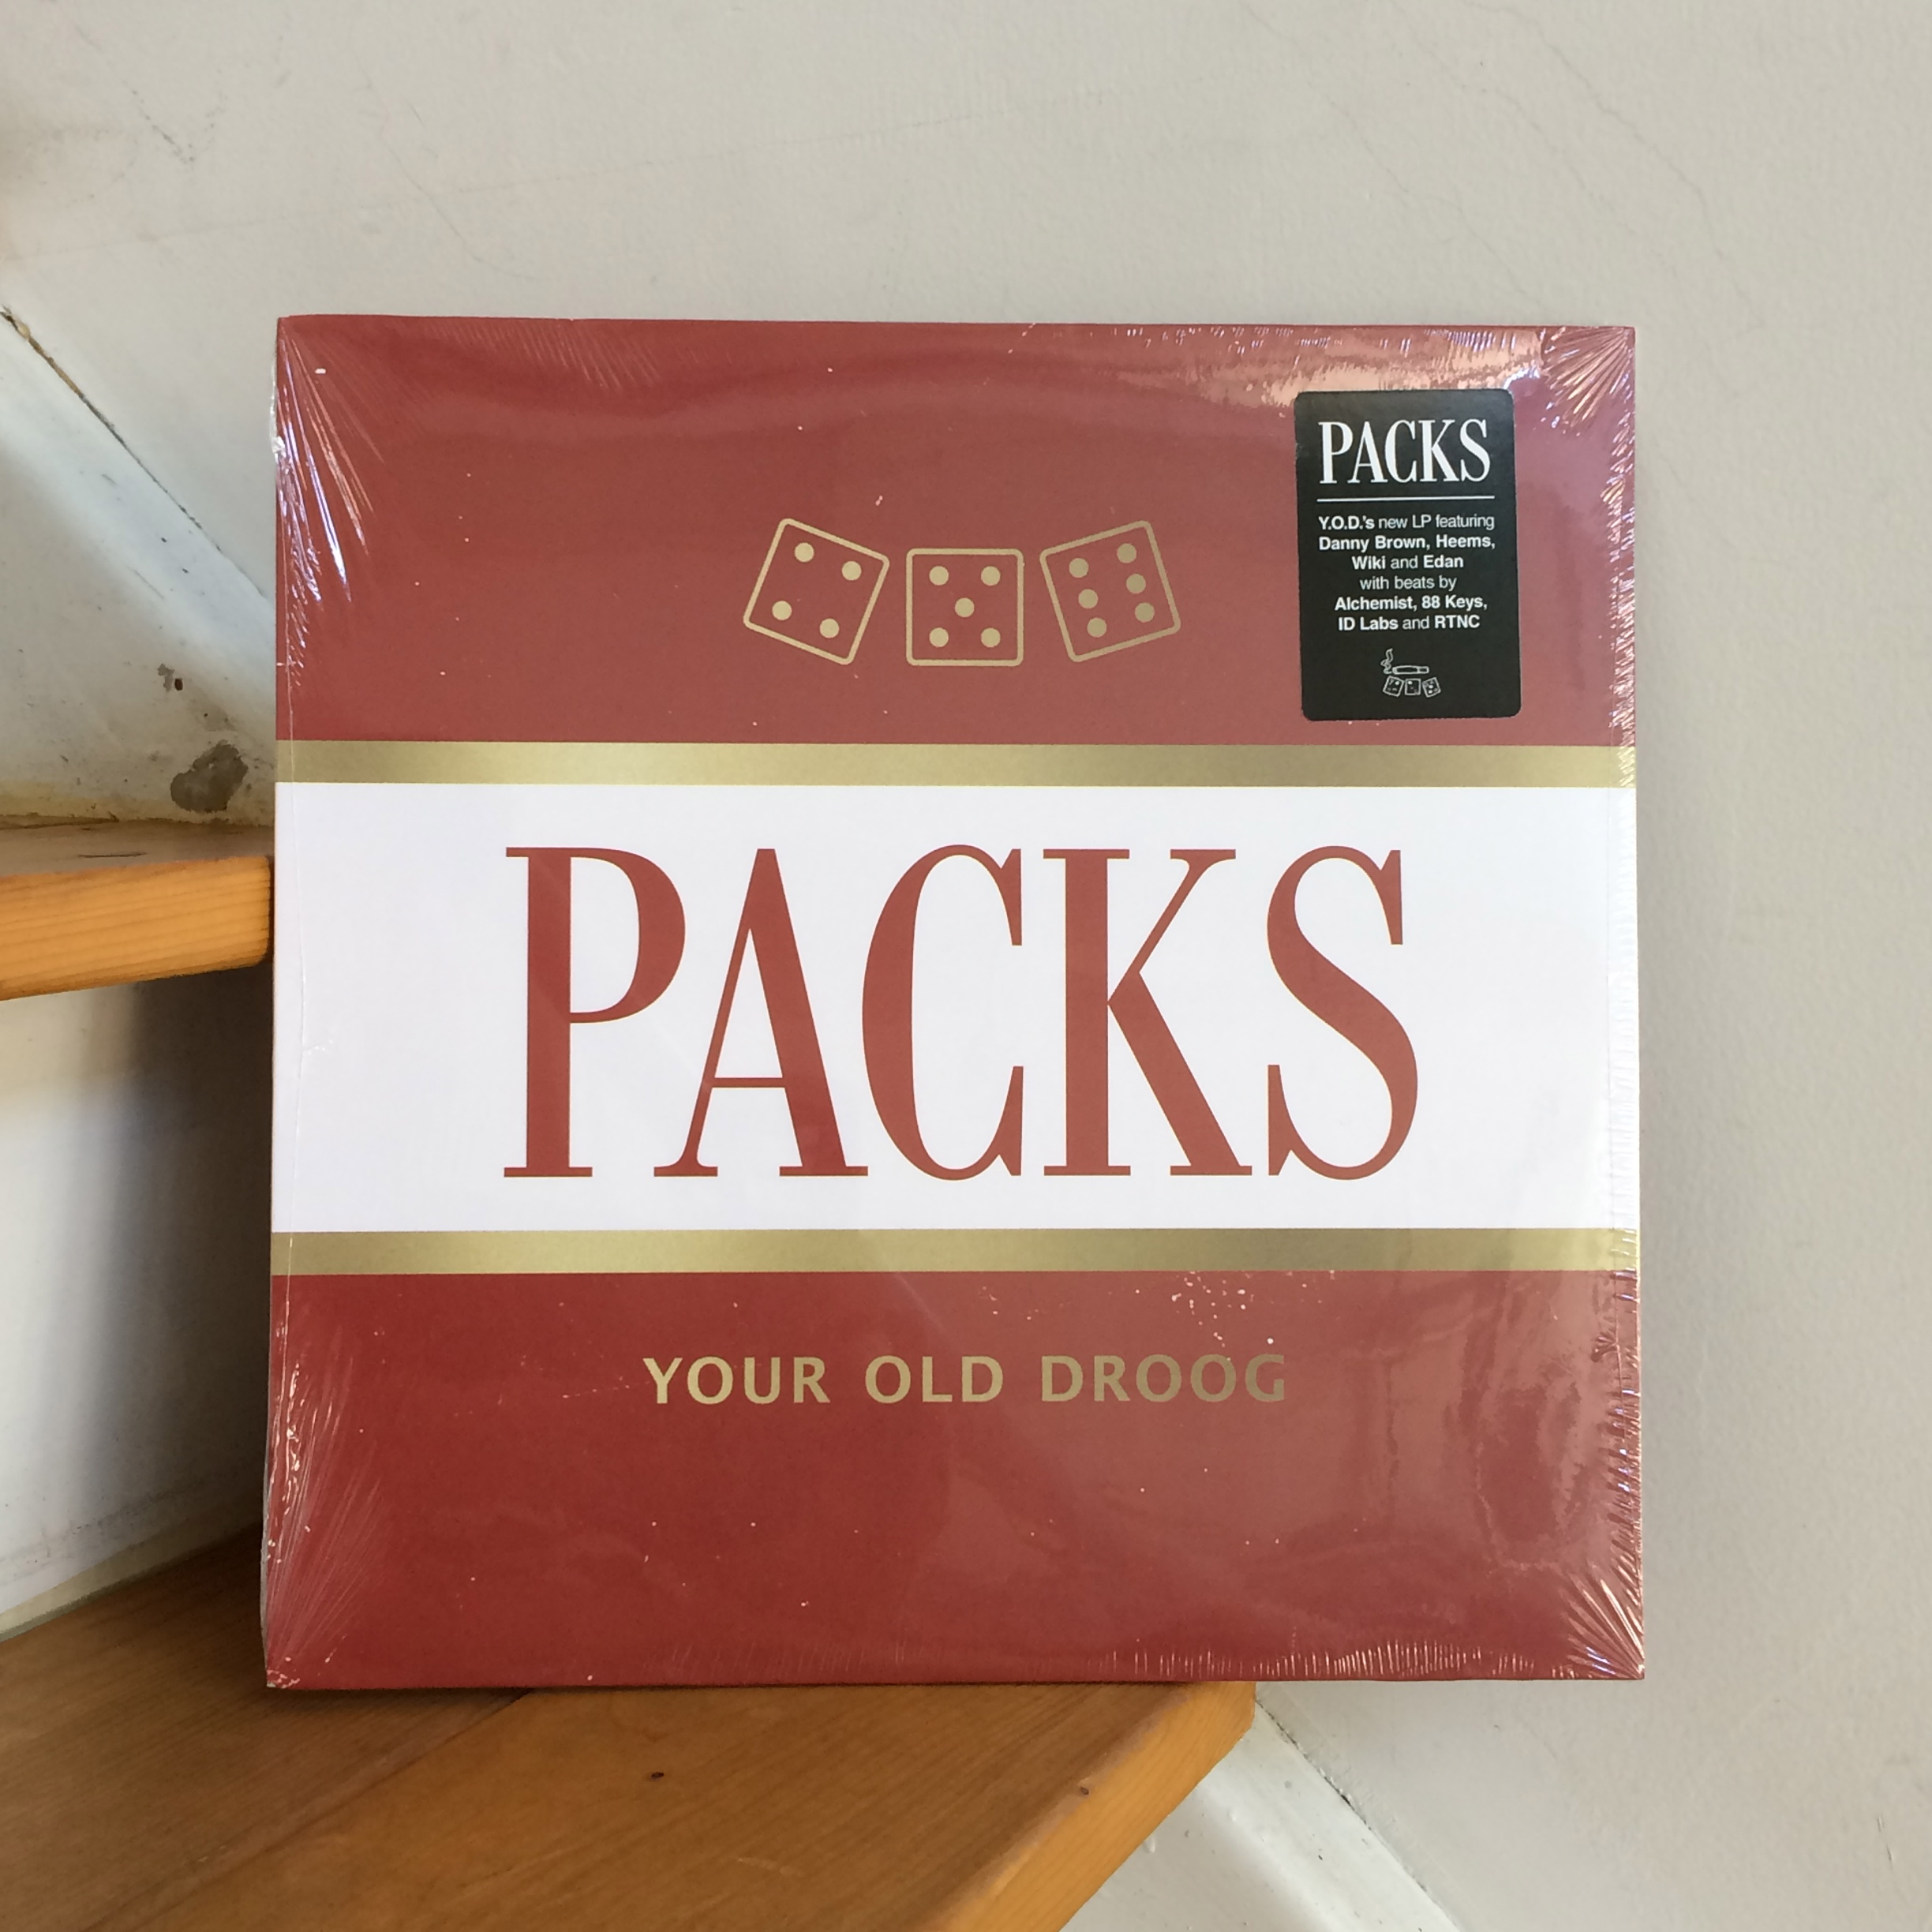 PACKS
Y.O.D.'s new LP featuring
Danny Brown, Heems,
Wiki and Edan
with beats by
Alchemist, 88 Keys,
ID Labs and RTNC
PACKS
YOUR OLD DROOG